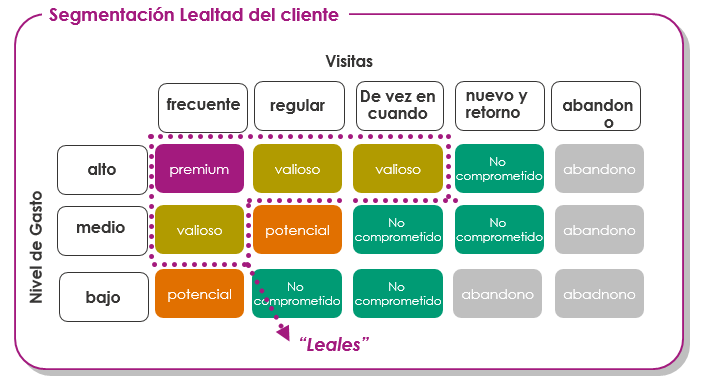 Segmentación Lealtad del cliente
Visitas
frecuente
regular
De vez en
cuando
nuevo y
retorno
abandon
o
Nivel de Gasto
alto
premium
valioso
valioso
No
comprometido
abandono
medio
valioso
potencial
No
comprometido
No
comprometido
abandono
bajo
potencial
No
comprometido
No
comprometido
abandono
abadnono
“Leales”